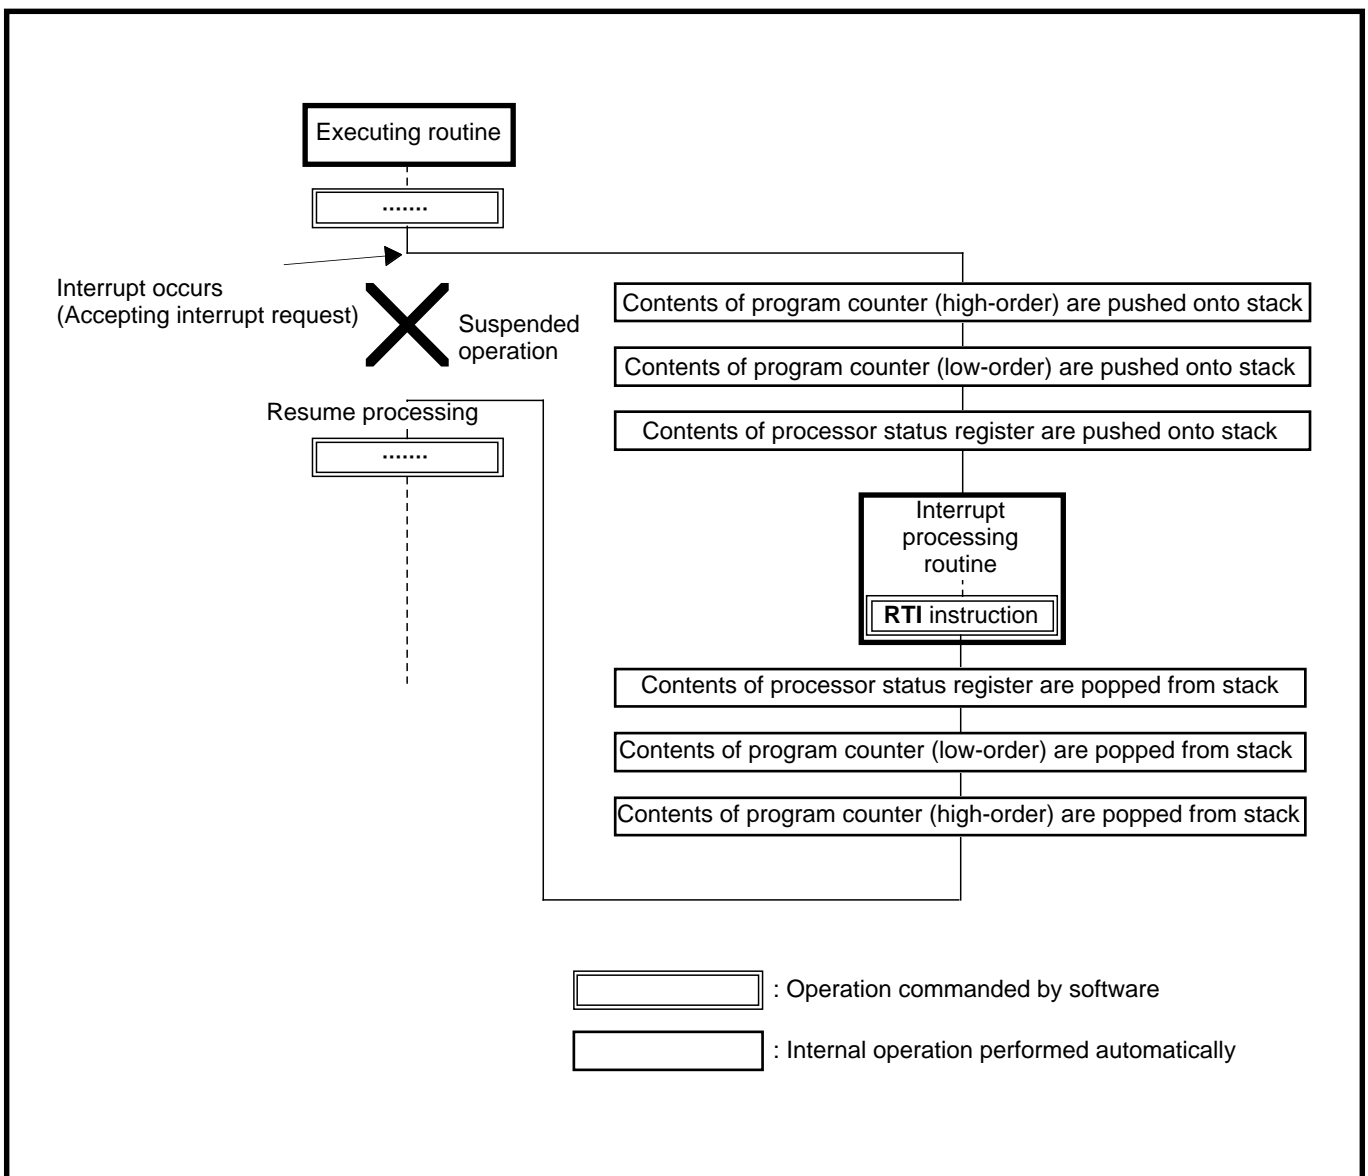 Executing routine
.......
Interrupt occurs
(Accepting interrupt request)
Suspended
operation
Contents of program counter (high-order) are pushed onto stack
Contents of program counter (low-order) are pushed onto stack
Contents of processor status register are pushed onto stack
Interrupt
processing
routine
RTI instruction
Contents of processor status register are popped from stack
Contents of program counter (low-order) are popped from stack
Contents of program counter (high-order) are popped from stack
Resume processing
.......
: Operation commanded by software
: Internal operation performed automatically